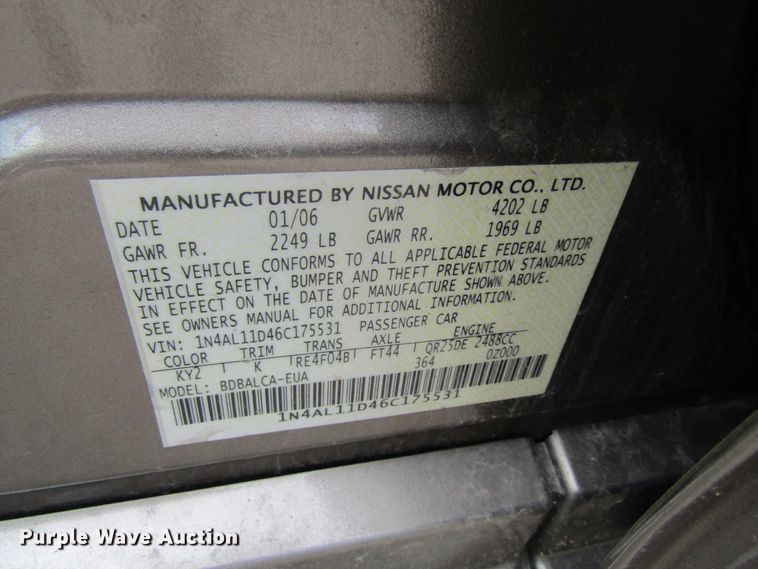 MANUFACTURED BY NISSAN MOTOR CO., LTD.
DATE 01/06 GVWR 4202 LB
GAWR FR. 2249 LB GAWR RR. 1969 LB
THIS VEHICLE CONFORMS TO ALL APPLICABLE FEDERAL MOTOR
VEHICLE SAFETY, BUMPER AND THEFT PREVENTION STANDARDS
IN EFFECT ON THE DATE OF MANUFACTURE SHOWN ABOVE.
SEE OWNERS MANUAL FOR ADDITIONAL INFORMATION.
VIN: 1N4AL11D46C175531 PASSENGER CAR
COLOR TRIM TRANS AXLE ENGINE
KY2 K RE4F04B FT44 QR25DE 2488CC
MODEL: BDBALCA-EUA 364 0Z000
1N4AL11D46C175531
Purple Wave Auction